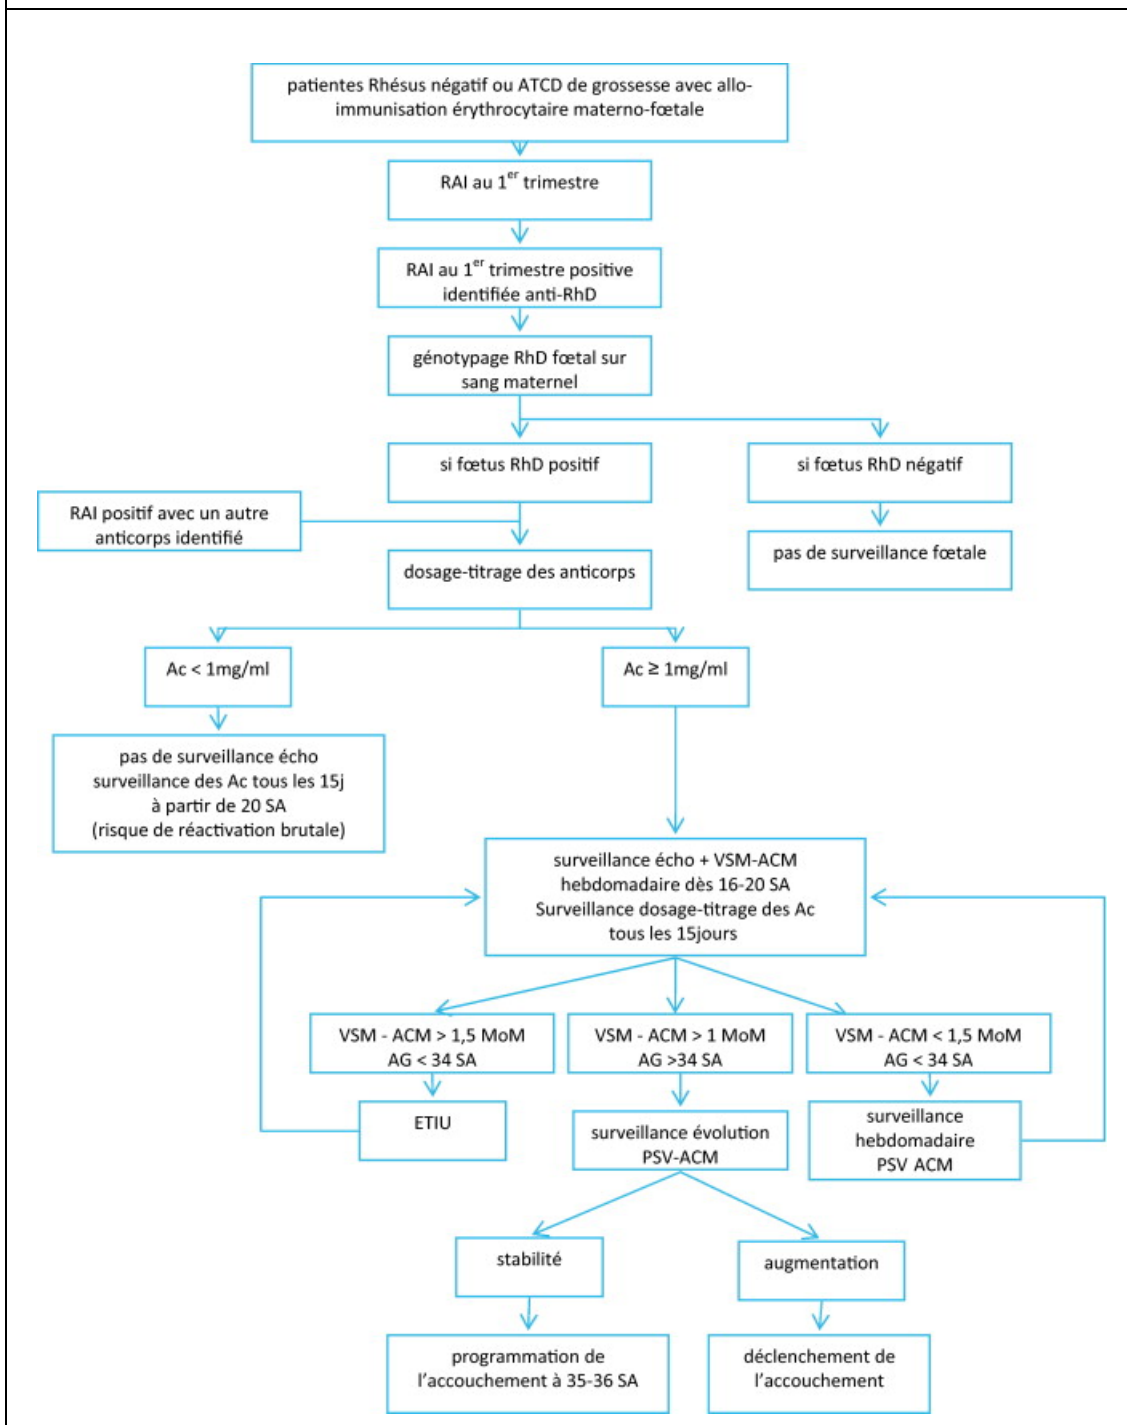 patientes Rhésus négatif ou ATCD de grossesse avec allo-
immunisation érythrocytaire materno-fœtale
RAI au 1er trimestre
RAI au 1er trimestre positive
identifiée anti-RhD
génotypage RhD fœtal sur
sang maternel
si fœtus RhD positif
si fœtus RhD négatif
RAI positif avec un autre
anticorps identifié
pas de surveillance fœtale
dosage-titrage des anticorps
Ac < 1mg/ml
Ac ≥ 1mg/ml
pas de surveillance écho
surveillance des Ac tous les 15j
à partir de 20 SA
(risque de réactivation brutale)
surveillance écho + VSM-ACM
hebdomadaire dès 16-20 SA
Surveillance dosage-titrage des Ac
tous les 15jours
VSM - ACM > 1,5 MoM
AG < 34 SA
VSM - ACM > 1 MoM
AG >34 SA
VSM - ACM < 1,5 MoM
AG < 34 SA
ETIU
surveillance évolution
PSV-ACM
surveillance
hebdomadaire
PSV ACM
stabilité
augmentation
programmation de
l'accouchement à 35-36 SA
déclenchement de
l'accouchement